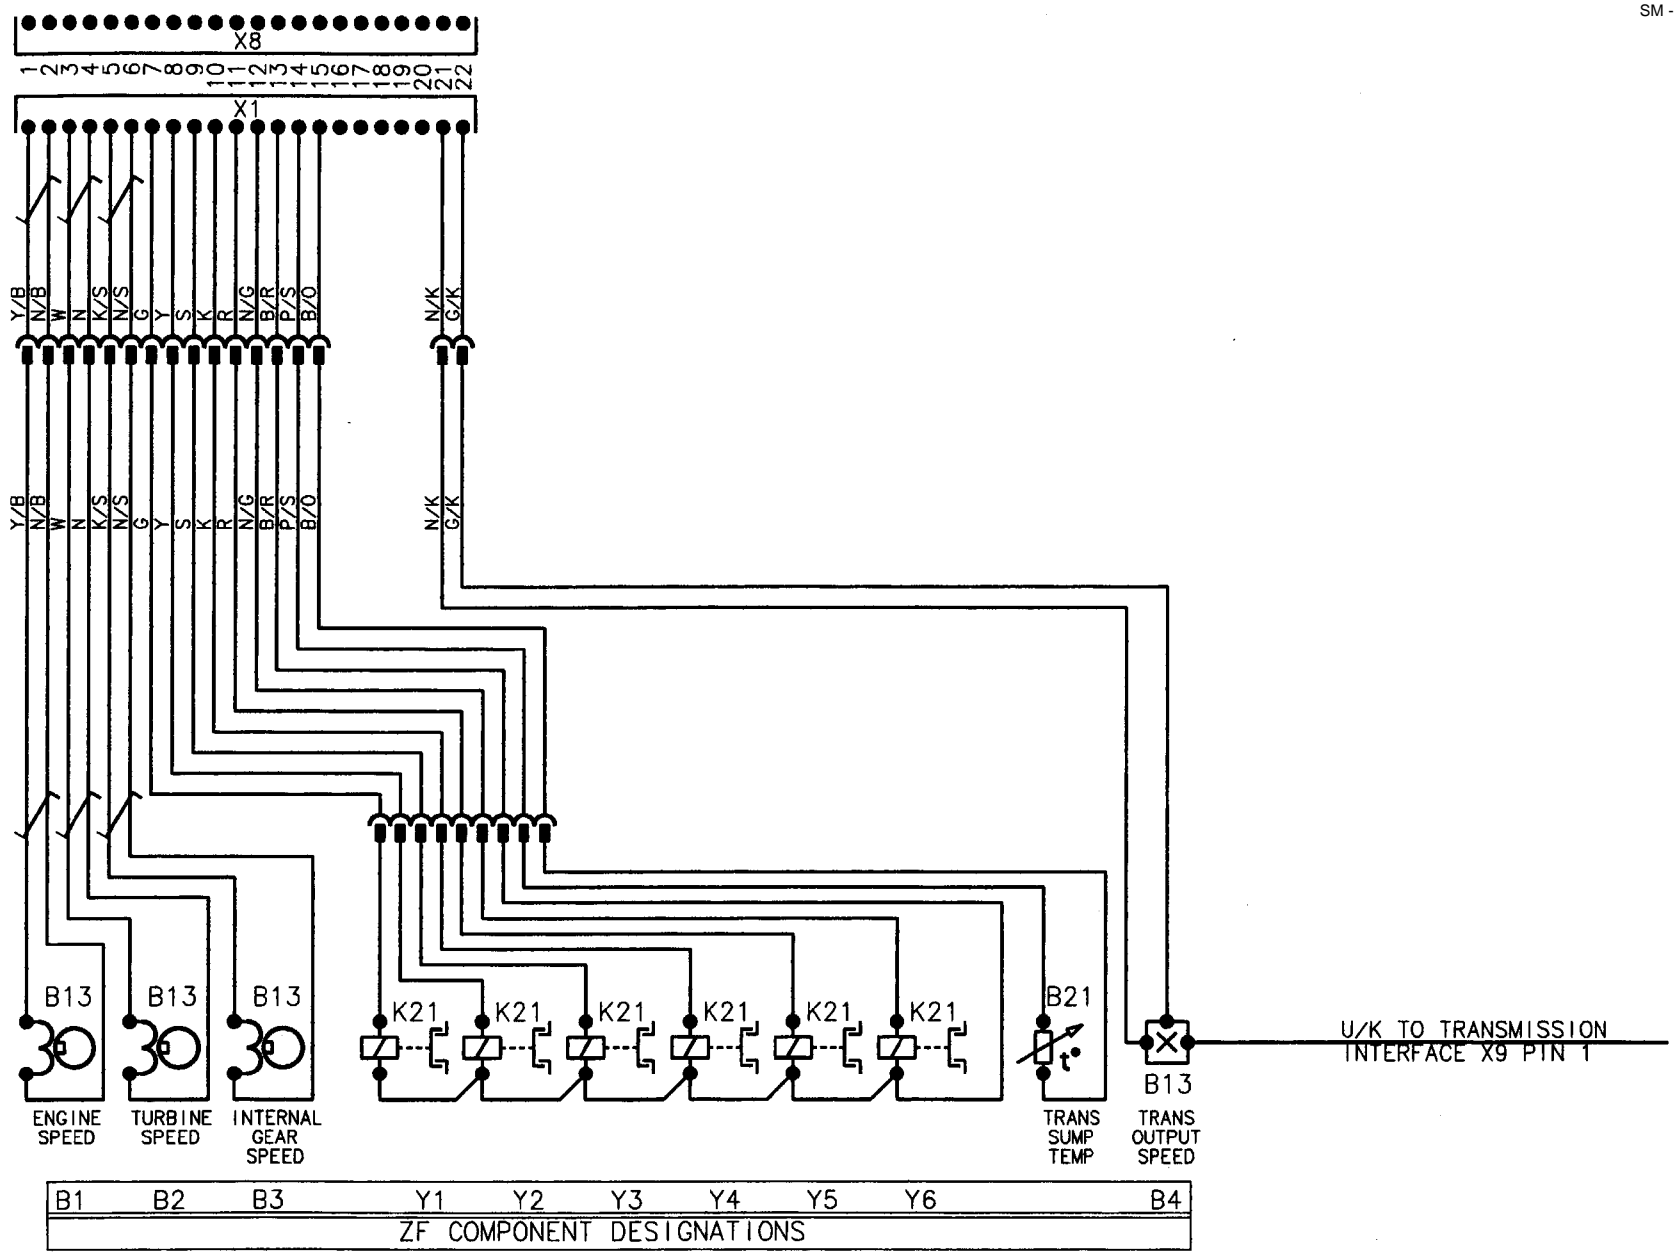 SM -
X8
1 2 3 4 5 6 7 8 9 10 11 12 13 14 15 16 17 18 19 20 21 22
X1
Y/B N/B W N K/S N/S G Y S K R N/G B/R P/S B/O N/K G/K
Y/B N/B W N K/S N/S G Y S K R N/G B/R P/S B/O N/K G/K
B13 B13 B13 K21 K21 K21 K21 K21 K21 B21
t°
U/K TO TRANSMISSION
INTERFACE X9 PIN 1
B13
ENGINE
SPEED
TURBINE
SPEED
INTERNAL
GEAR
SPEED
TRANS
SUMP
TEMP
TRANS
OUTPUT
SPEED
B1 B2 B3 Y1 Y2 Y3 Y4 Y5 Y6 B4
ZF COMPONENT DESIGNATIONS